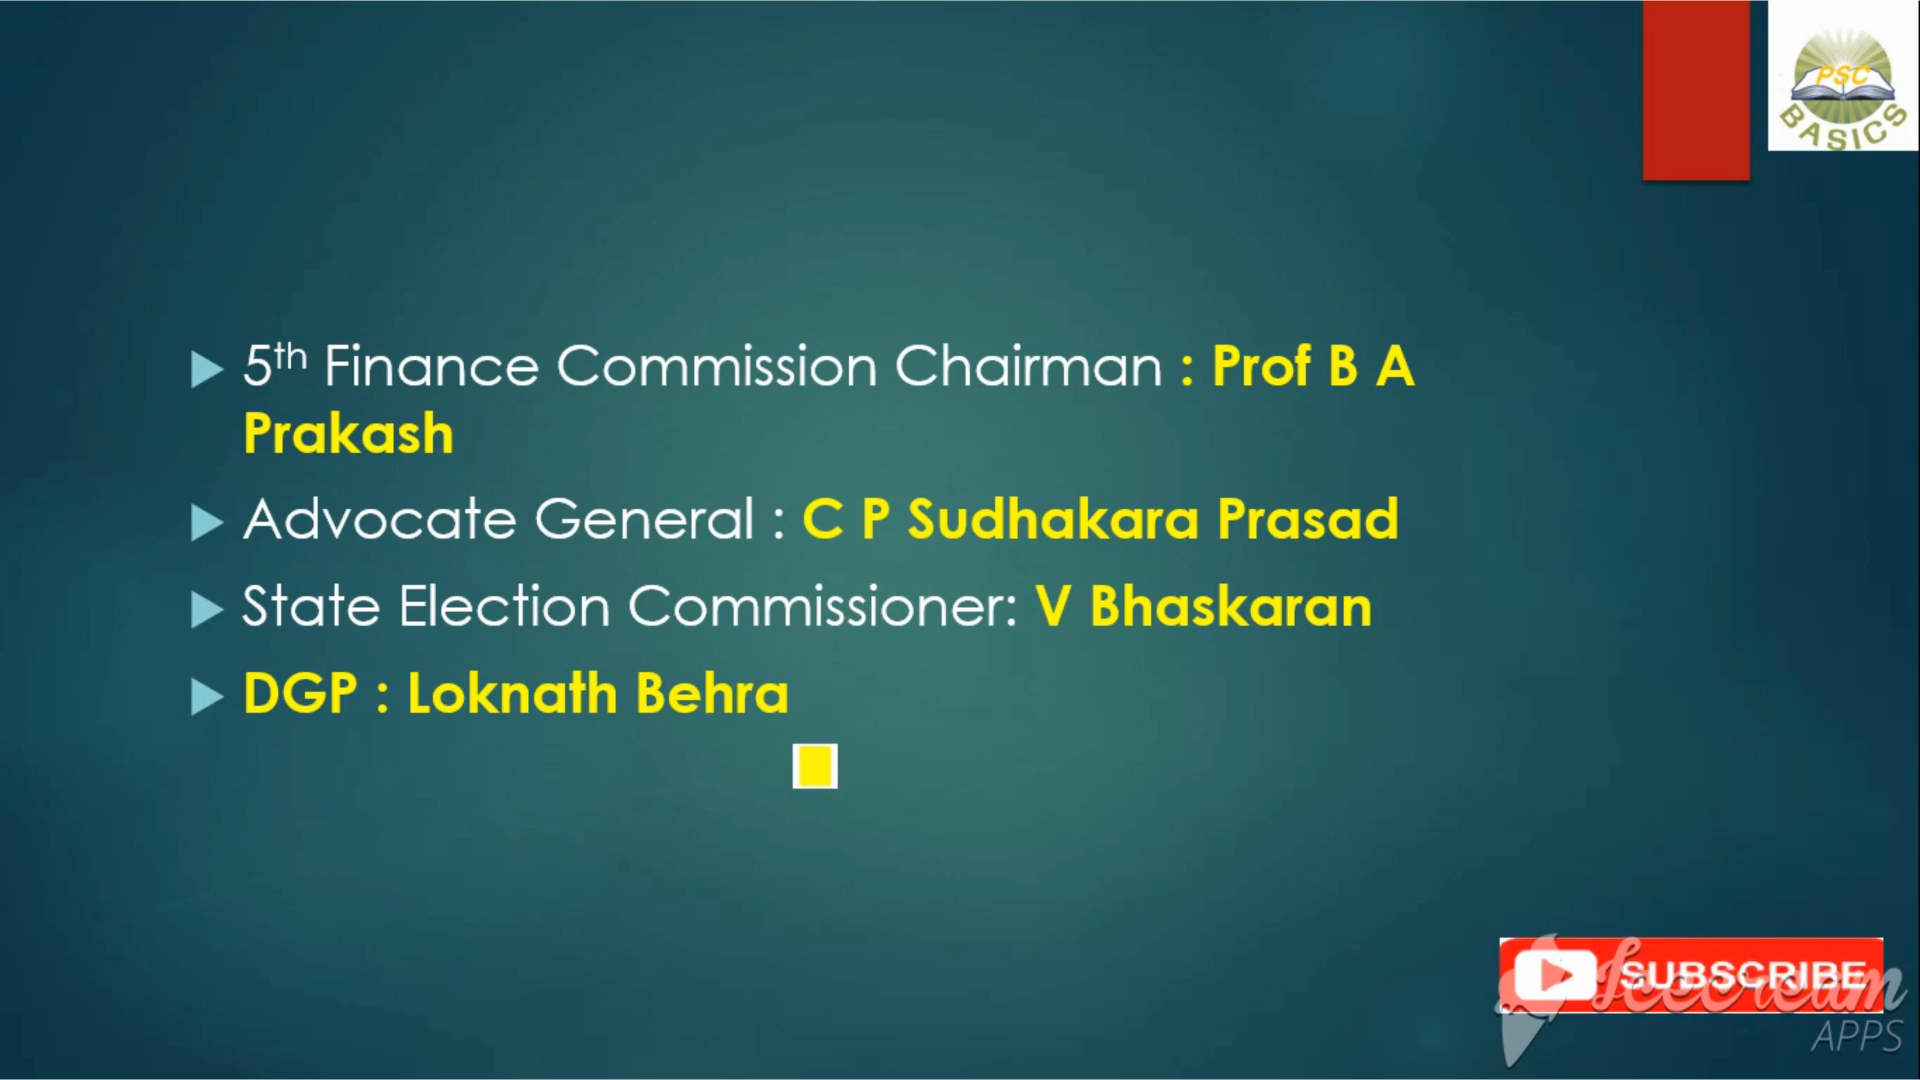 PSC
BASICS
5th Finance Commission Chairman : Prof B A
Prakash
Advocate General : C P Sudhakara Prasad
State Election Commissioner: V Bhaskaran
DGP : Loknath Behra
SUBSCRIBE
Icecream
APPS